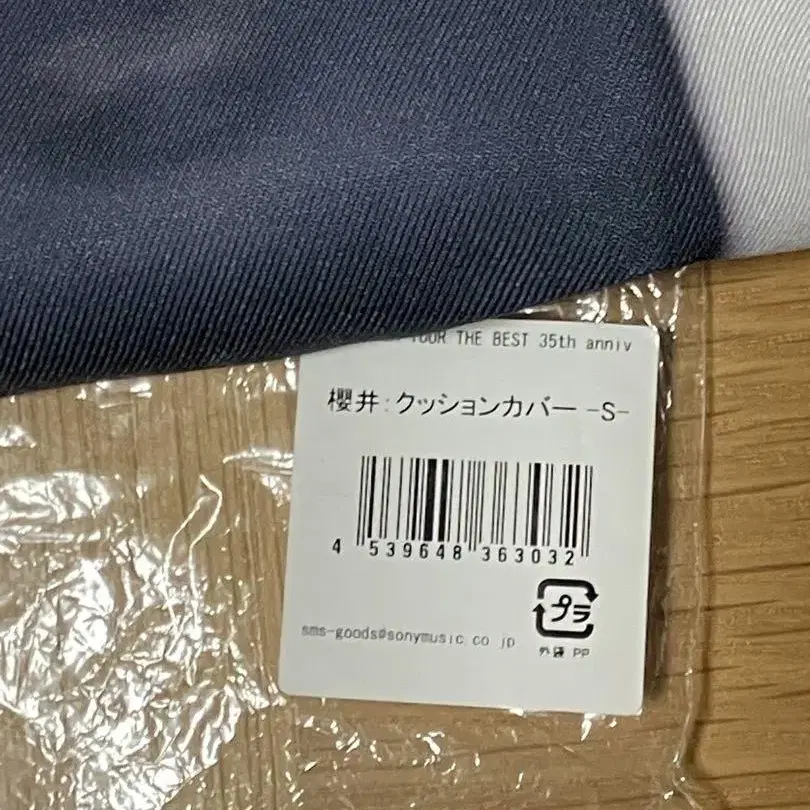 TOUR THE BEST 35th anniv
櫻井:クッションカバー -S-
4 539648 363032
プラ
sms-goods@sonymusic.co.jp
外袋 PP